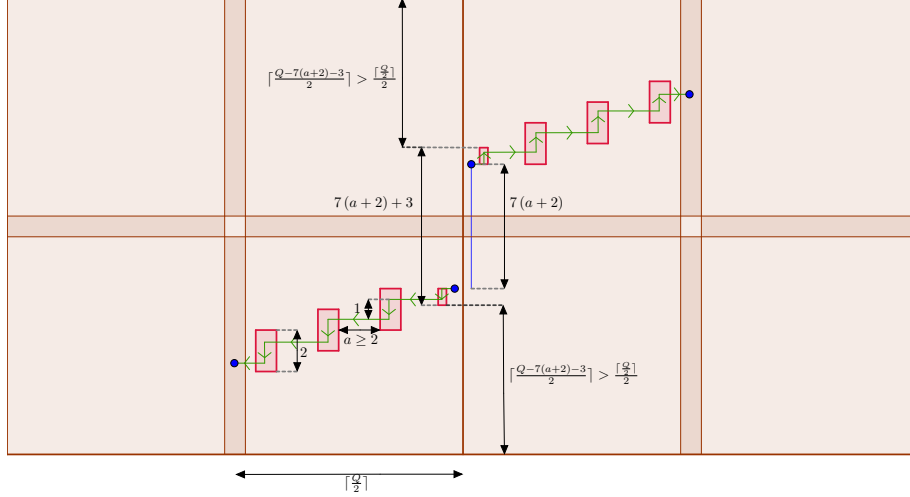 ⌈(Q−7(a+2)−3)/2⌉ > ⌈Q/2⌉/2
7 (a + 2) + 3
7 (a + 2)
1
a ≥ 2
2
⌈(Q−7(a+2)−3)/2⌉ > ⌈Q/2⌉/2
⌈Q/2⌉